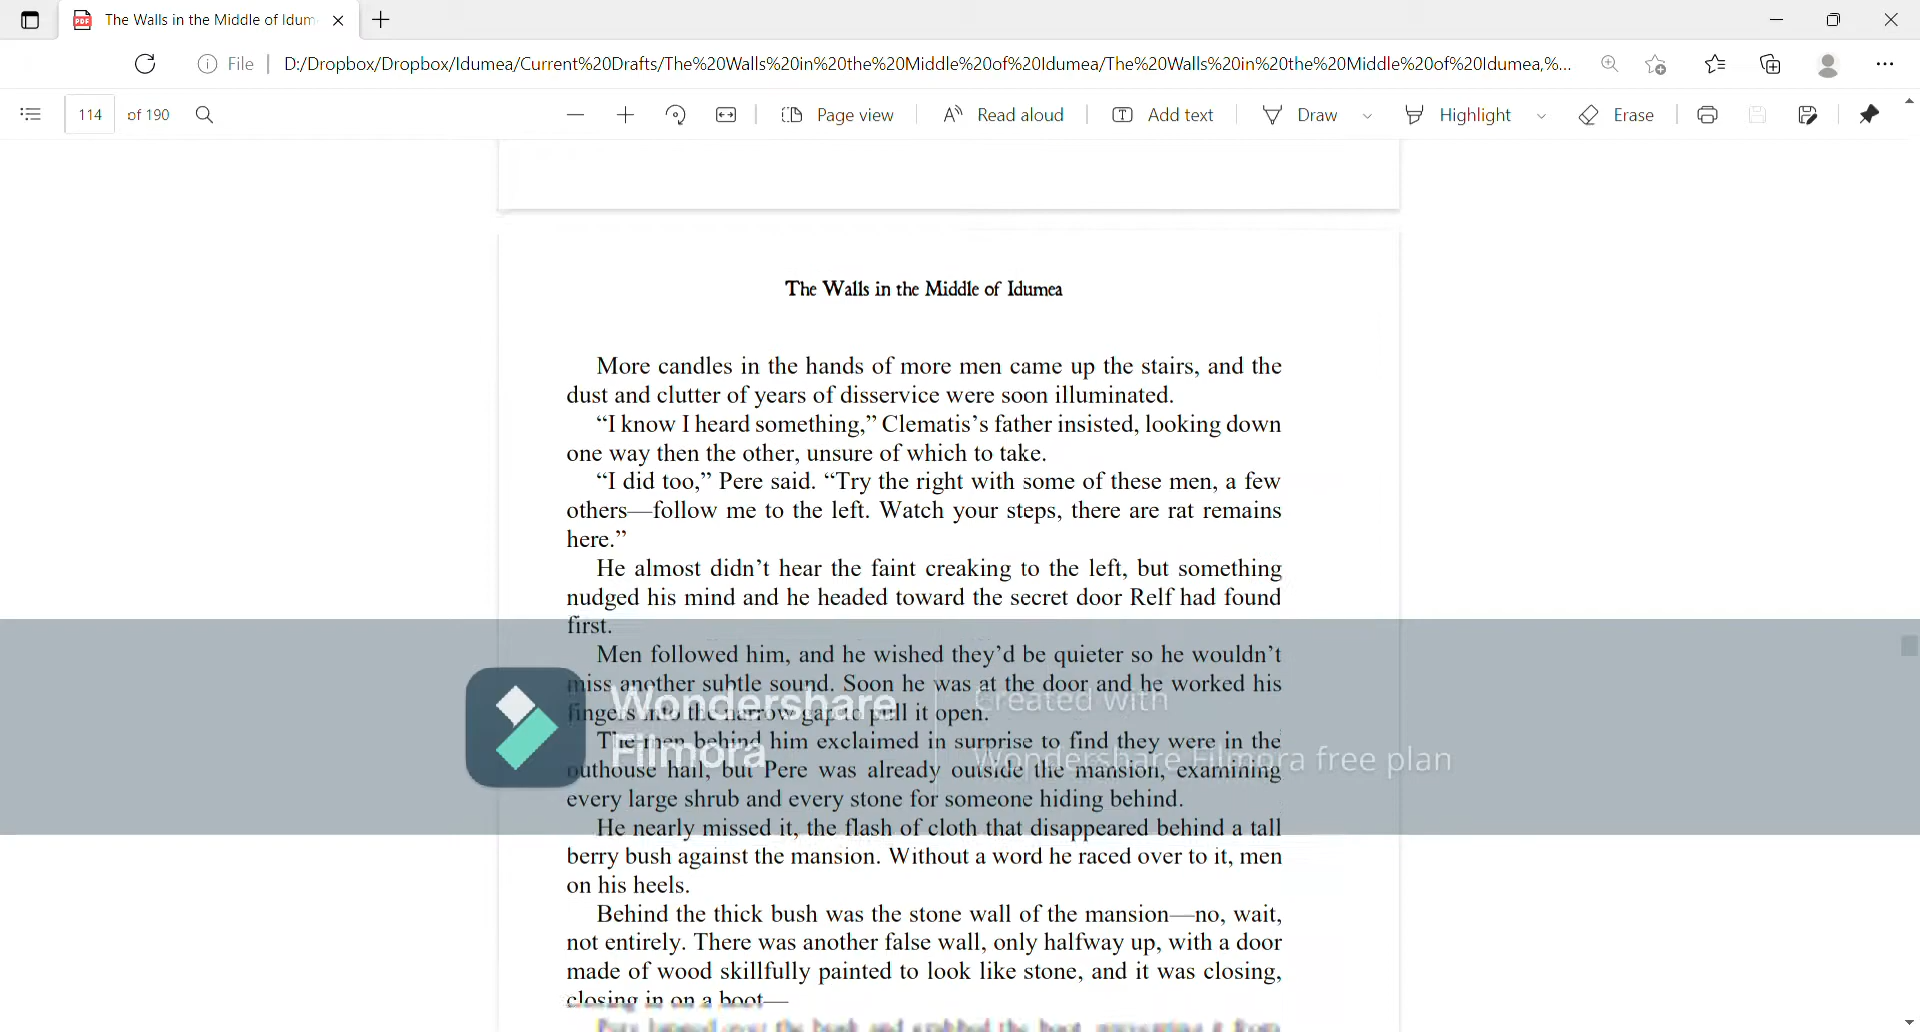 The Walls in the Middle of Idum
File
D:/Dropbox/Dropbox/Idumea/Current%20Drafts/The%20Walls%20in%20the%20Middle%20of%20Idumea/The%20Walls%20in%20the%20Middle%20of%20Idumea,%...
114 of 190
Page view
Read aloud
Add text
Draw
Highlight
Erase
The Walls in the Middle of Idumea
More candles in the hands of more men came up the stairs, and the
dust and clutter of years of disservice were soon illuminated.
“I know I heard something,” Clematis’s father insisted, looking down
one way then the other, unsure of which to take.
“I did too,” Pere said. “Try the right with some of these men, a few
others—follow me to the left. Watch your steps, there are rat remains
here.”
He almost didn’t hear the faint creaking to the left, but something
nudged his mind and he headed toward the secret door Relf had found
first.
Men followed him, and he wished they’d be quieter so he wouldn’t
miss another subtle sound. Soon he was at the door and he worked his
fingers into the narrow gap to pull it open.
The men behind him exclaimed in surprise to find they were in the
outhouse hall, but Pere was already outside the mansion, examining
every large shrub and every stone for someone hiding behind.
He nearly missed it, the flash of cloth that disappeared behind a tall
berry bush against the mansion. Without a word he raced over to it, men
on his heels.
Behind the thick bush was the stone wall of the mansion—no, wait,
not entirely. There was another false wall, only halfway up, with a door
made of wood skillfully painted to look like stone, and it was closing,
closing in on a boot—
Wondershare
Filmora
Created with
Wondershare Filmora free plan